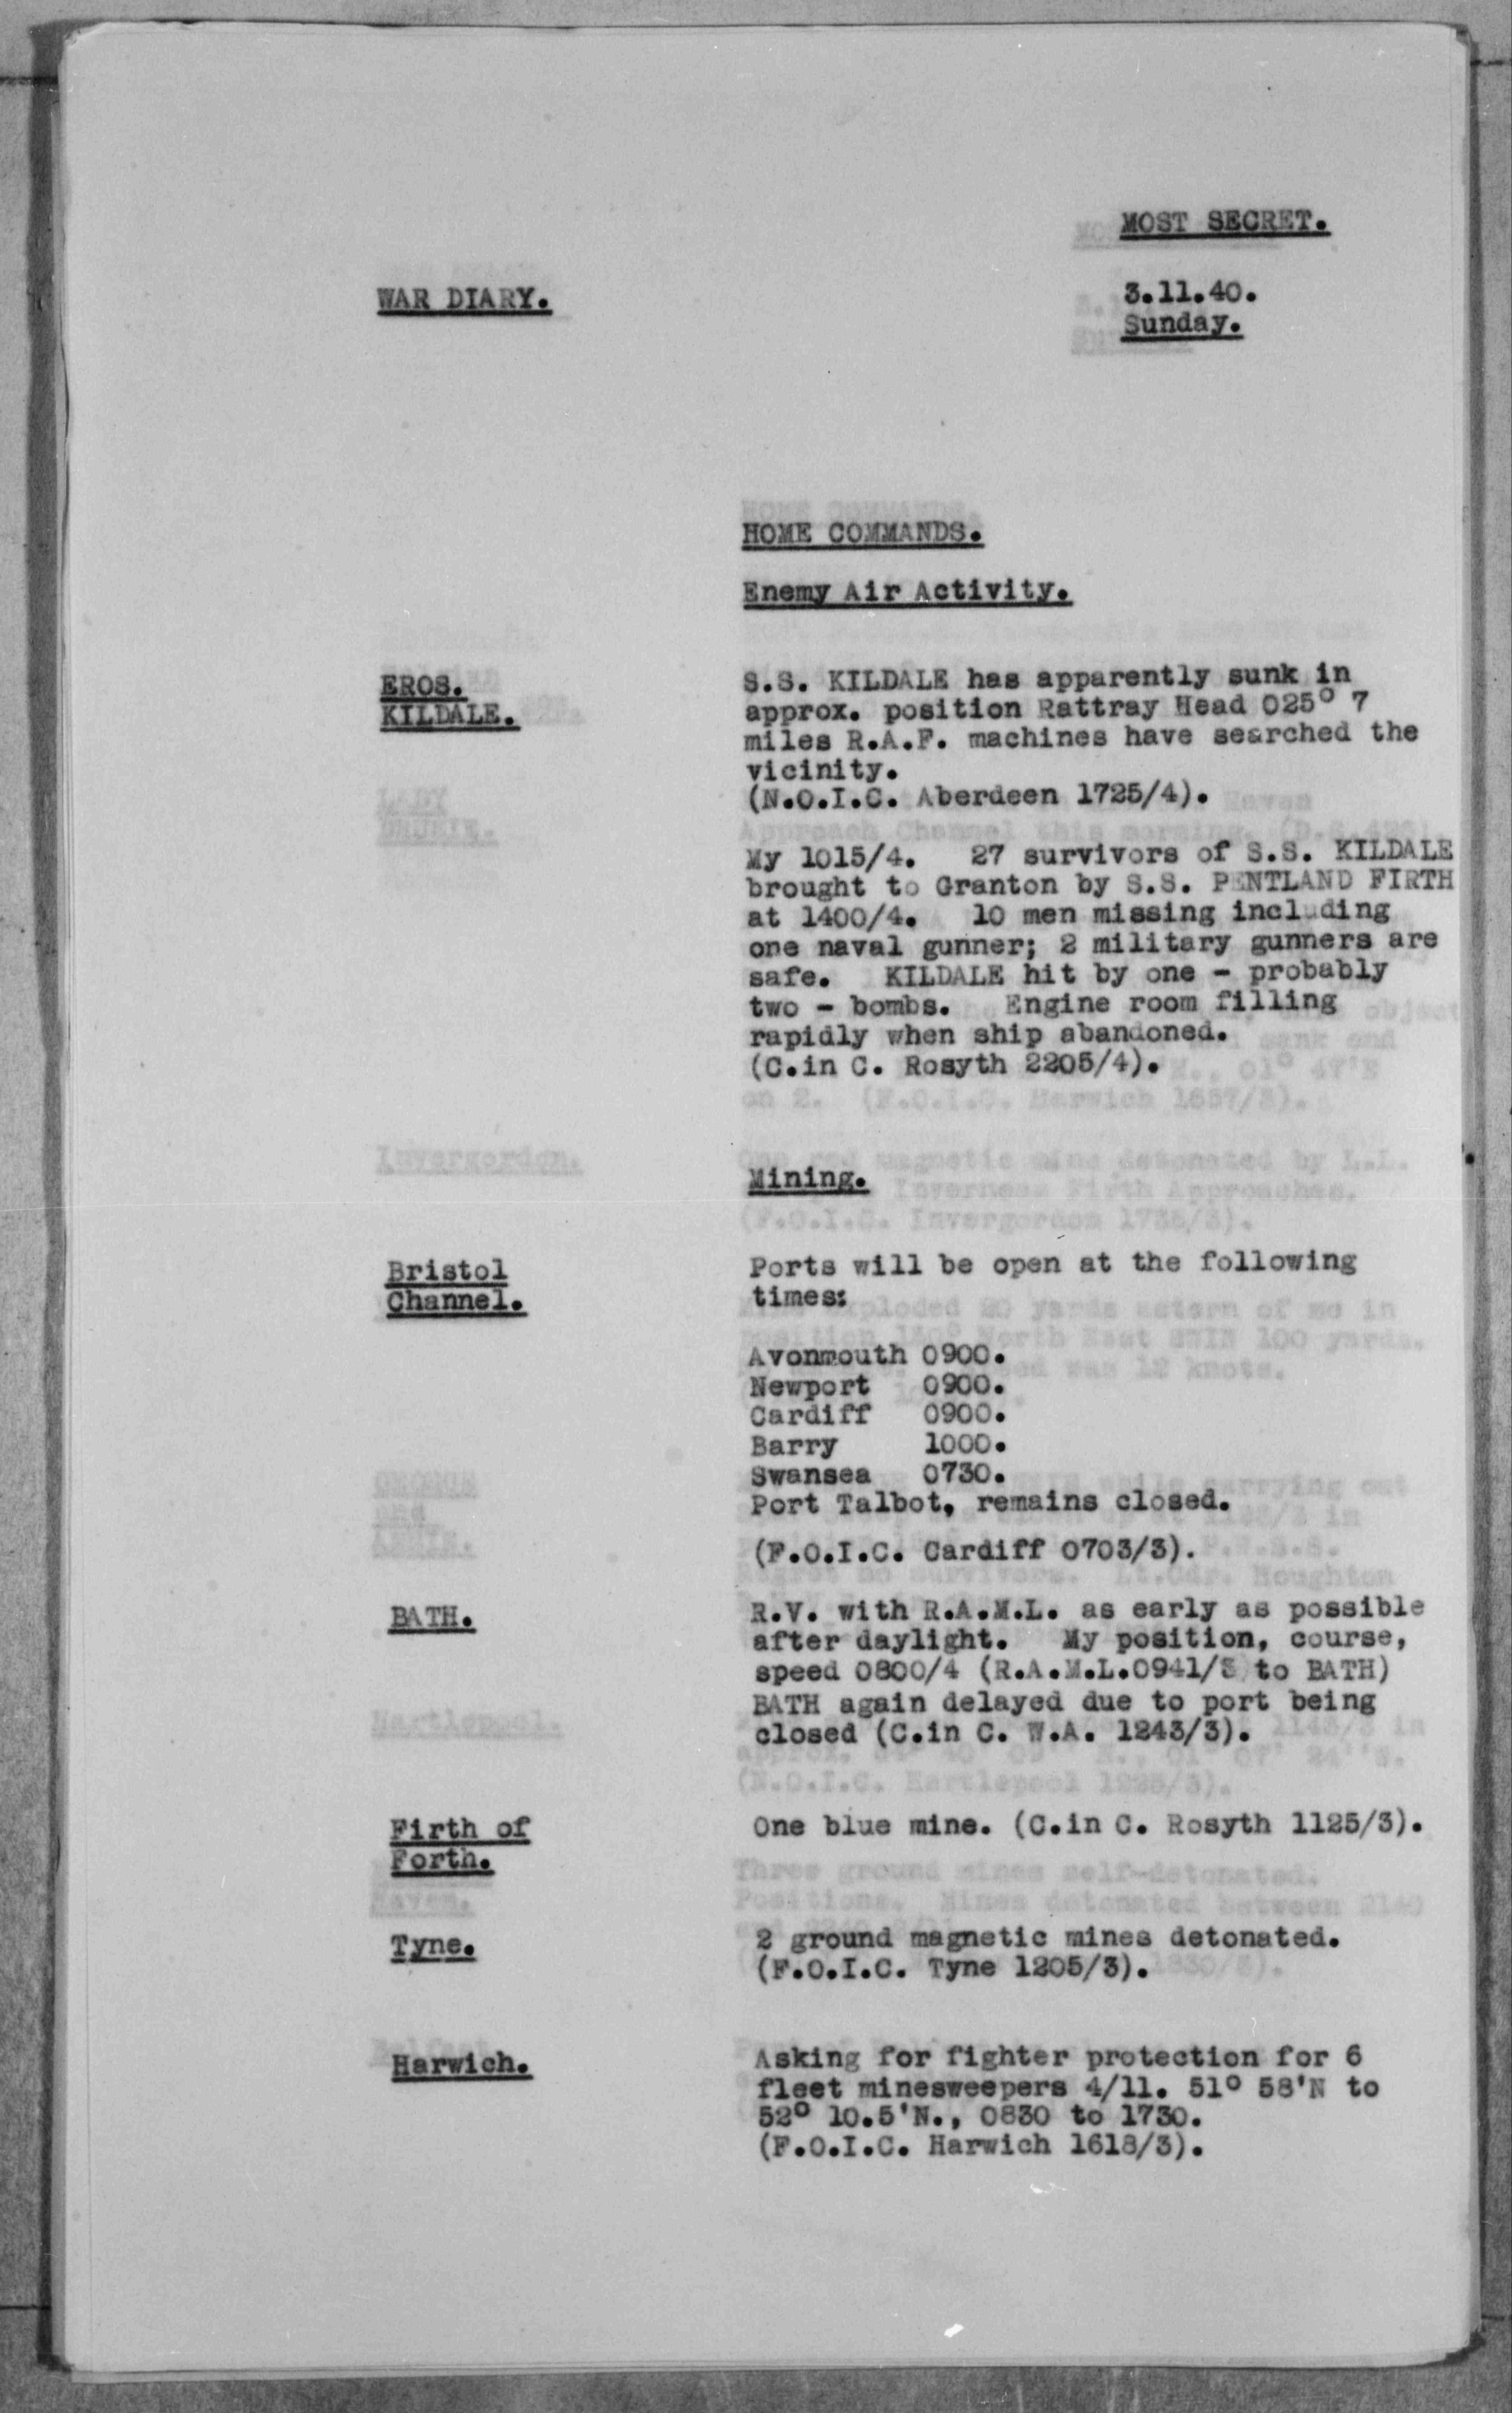 MOST SECRET.
WAR DIARY.
3.11.40.
Sunday.
HOME COMMANDS.
Enemy Air Activity.
EROS.
KILDALE.
S.S. KILDALE has apparently sunk in
approx. position Rattray Head 025° 7
miles R.A.F. machines have searched the
vicinity.
(N.O.I.C. Aberdeen 1725/4).
My 1015/4. 27 survivors of S.S. KILDALE
brought to Granton by S.S. PENTLAND FIRTH
at 1400/4. 10 men missing including
one naval gunner; 2 military gunners are
safe. KILDALE hit by one - probably
two - bombs. Engine room filling
rapidly when ship abandoned.
(C.in C. Rosyth 2205/4).
Mining.
Bristol
Channel.
Ports will be open at the following
times:
Avonmouth 0900.
Newport 0900.
Cardiff 0900.
Barry 1000.
Swansea 0730.
Port Talbot, remains closed.
(F.O.I.C. Cardiff 0703/3).
BATH.
R.V. with R.A.M.L. as early as possible
after daylight. My position, course,
speed 0800/4 (R.A.M.L.0941/3 to BATH)
BATH again delayed due to port being
closed (C.in C. W.A. 1243/3).
Firth of
Forth.
One blue mine. (C.in C. Rosyth 1125/3).
Tyne.
2 ground magnetic mines detonated.
(F.O.I.C. Tyne 1205/3).
Harwich.
Asking for fighter protection for 6
fleet minesweepers 4/11. 51° 58'N to
52° 10.5'N., 0830 to 1730.
(F.O.I.C. Harwich 1618/3).